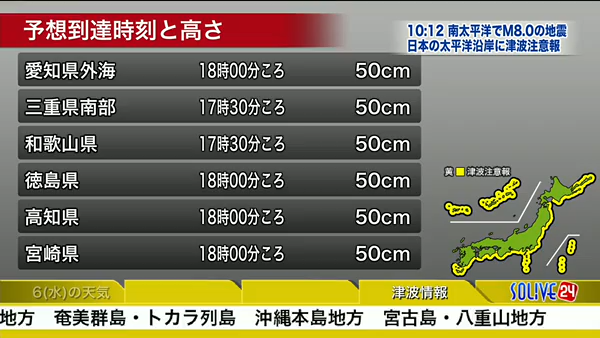 予想到達時刻と高さ
10:12 南太平洋でM8.0の地震
日本の太平洋沿岸に津波注意報
愛知県外海 18時00分ころ 50cm
三重県南部 17時30分ころ 50cm
和歌山県 17時30分ころ 50cm
徳島県 18時00分ころ 50cm
高知県 18時00分ころ 50cm
宮崎県 18時00分ころ 50cm
黄 津波注意報
6(水)の天気 津波情報 SOLiVE24
地方 奄美群島・トカラ列島 沖縄本島地方 宮古島・八重山地方